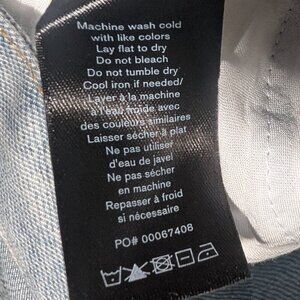 Machine wash cold
with like colors
Lay flat to dry
Do not bleach
Do not tumble dry
Cool iron if needed/
Laver à la machine
à l'eau froide avec
des couleurs similaires
Laisser sécher à plat
Ne pas utiliser
d'eau de javel
Ne pas sécher
en machine
Repasser à froid
si nécessaire
PO# 00067408